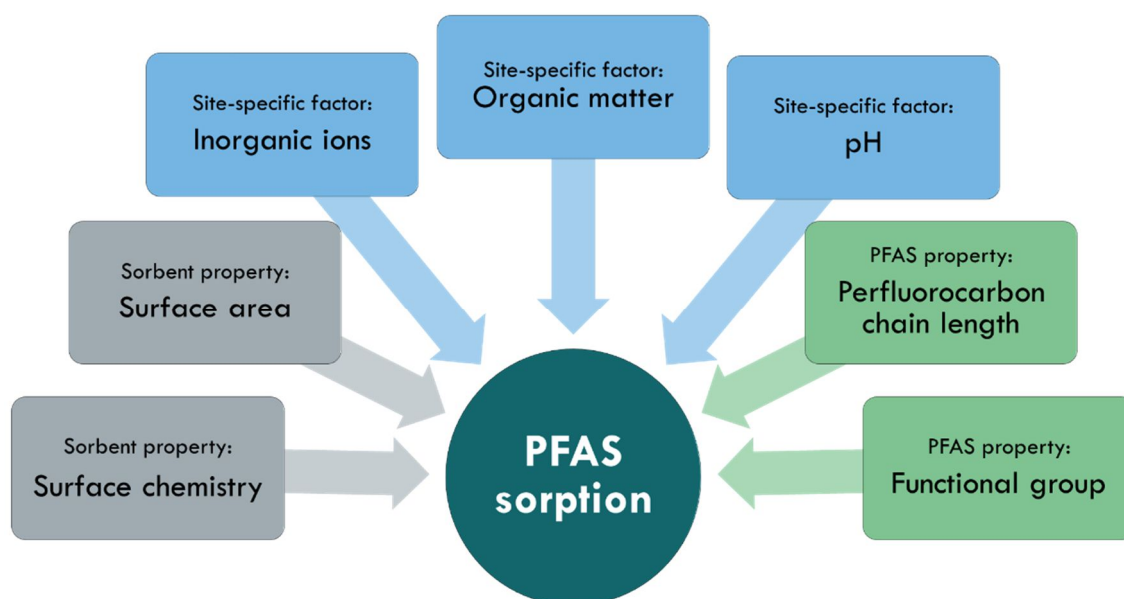 Site-specific factor:
Organic matter
Site-specific factor:
Inorganic ions
Site-specific factor:
pH
Sorbent property:
Surface area
PFAS property:
Perfluorocarbon
chain length
Sorbent property:
Surface chemistry
PFAS property:
Functional group
PFAS
sorption